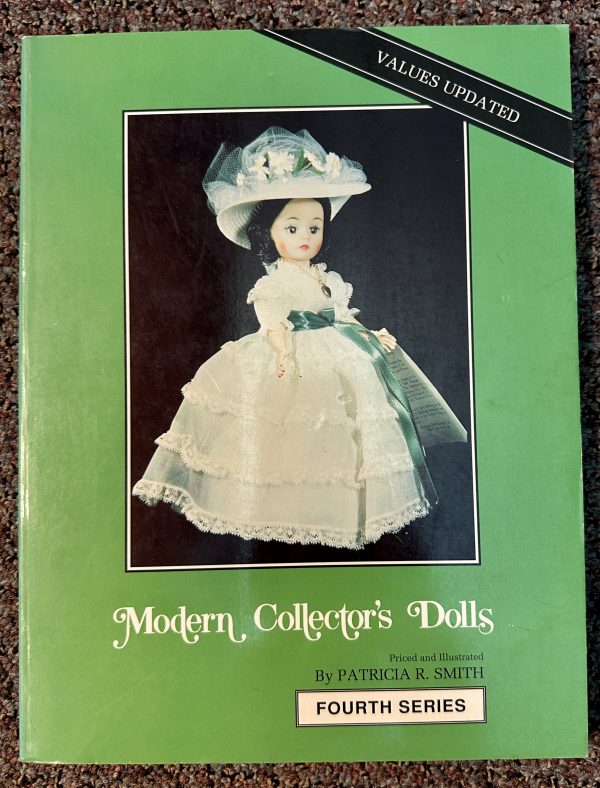 VALUES UPDATED
Modern Collector's Dolls
Priced and Illustrated
By PATRICIA R. SMITH
FOURTH SERIES